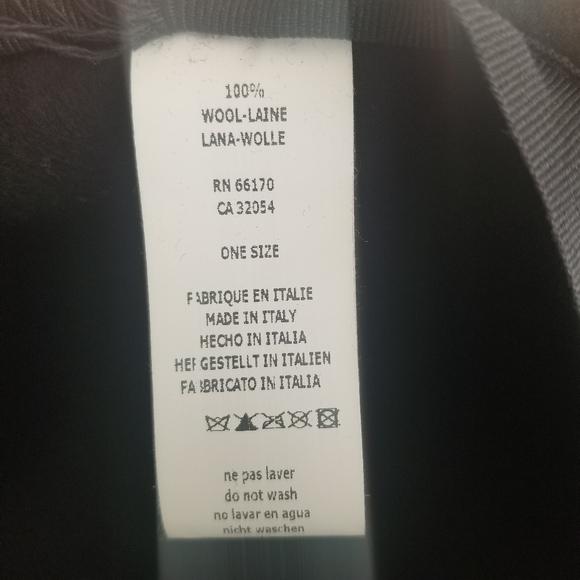 100%
WOOL-LAINE
LANA-WOLLE
RN 66170
CA 32054
ONE SIZE
FABRIQUE EN ITALIE
MADE IN ITALY
HECHO IN ITALIA
HERGESTELLT IN ITALIEN
FABBRICATO IN ITALIA
ne pas laver
do not wash
no lavar en agua
nicht waschen